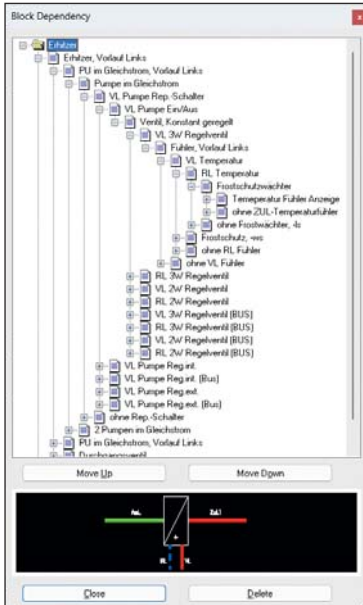 Block Dependency
Erhitzer
Erhitzer, Vorlauf Links
PU im Gleichstrom, Vorlauf Links
Pumpe im Gleichstrom
VL Pumpe Rep.-Schalter
VL Pumpe Ein/Aus
Ventil, Konstant geregelt
VL 3W Regelventil
Fühler, Vorlauf Links
VL Temperatur
RL Temperatur
Frostschutzwächter
Temeperatur Fühler Anzeige
ohne ZUL-Temperaturfühler
ohne Frostwächter, -ls
Frostschutz, -ws
ohne RL Fühler
ohne VL Fühler
RL 3W Regelventil
VL 2W Regelventil
RL 2W Regelventil
VL 3W Regelventil (BUS)
RL 3W Regelventil (BUS)
VL 2W Regelventil (BUS)
RL 2W Regelventil (BUS)
VL Pumpe Reg.int.
VL Pumpe Reg.int. (Bus)
VL Pumpe Reg.ext.
VL Pumpe Reg.ext. (Bus)
ohne Rep.-Schalter
2 Pumpen im Gleichstrom
PU im Gleichstrom, Vorlauf Links
Durchgangsventil
Move Up Move Down
RL VL
Close Delete